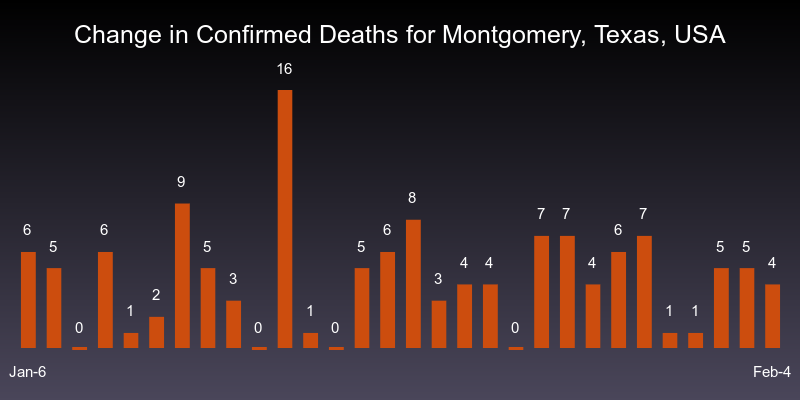 Change in Confirmed Deaths for Montgomery, Texas, USA
6 5 0 6 1 2 9 5 3 0 16 1 0 5 6 8 3 4 4 0 7 7 4 6 7 1 1 5 5 4
Jan-6 Feb-4